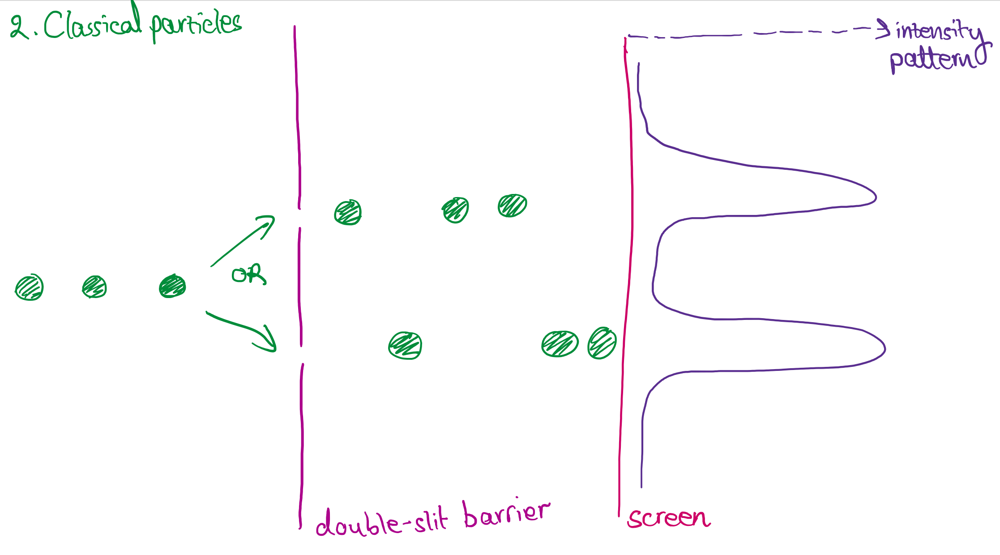 2. Classical particles
intensity
pattern
OR
double-slit barrier
screen